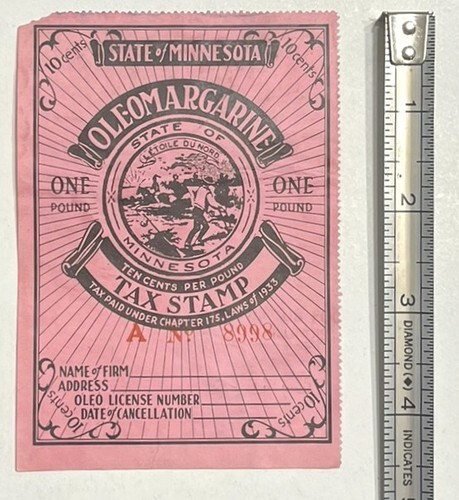 10 cents STATE of MINNESOTA 10 cents
OLEOMARGARINE
STATE OF
L'ETOILE DU NORD
ONE POUND
ONE POUND
MINNESOTA
TEN CENTS PER POUND
TAX STAMP
TAX PAID UNDER CHAPTER 175, LAWS of 1933
A No 8998
NAME of FIRM
ADDRESS
OLEO LICENSE NUMBER
DATE of CANCELLATION
10 cents
10 cents
1
2
3
DIAMOND
4
INDICATES